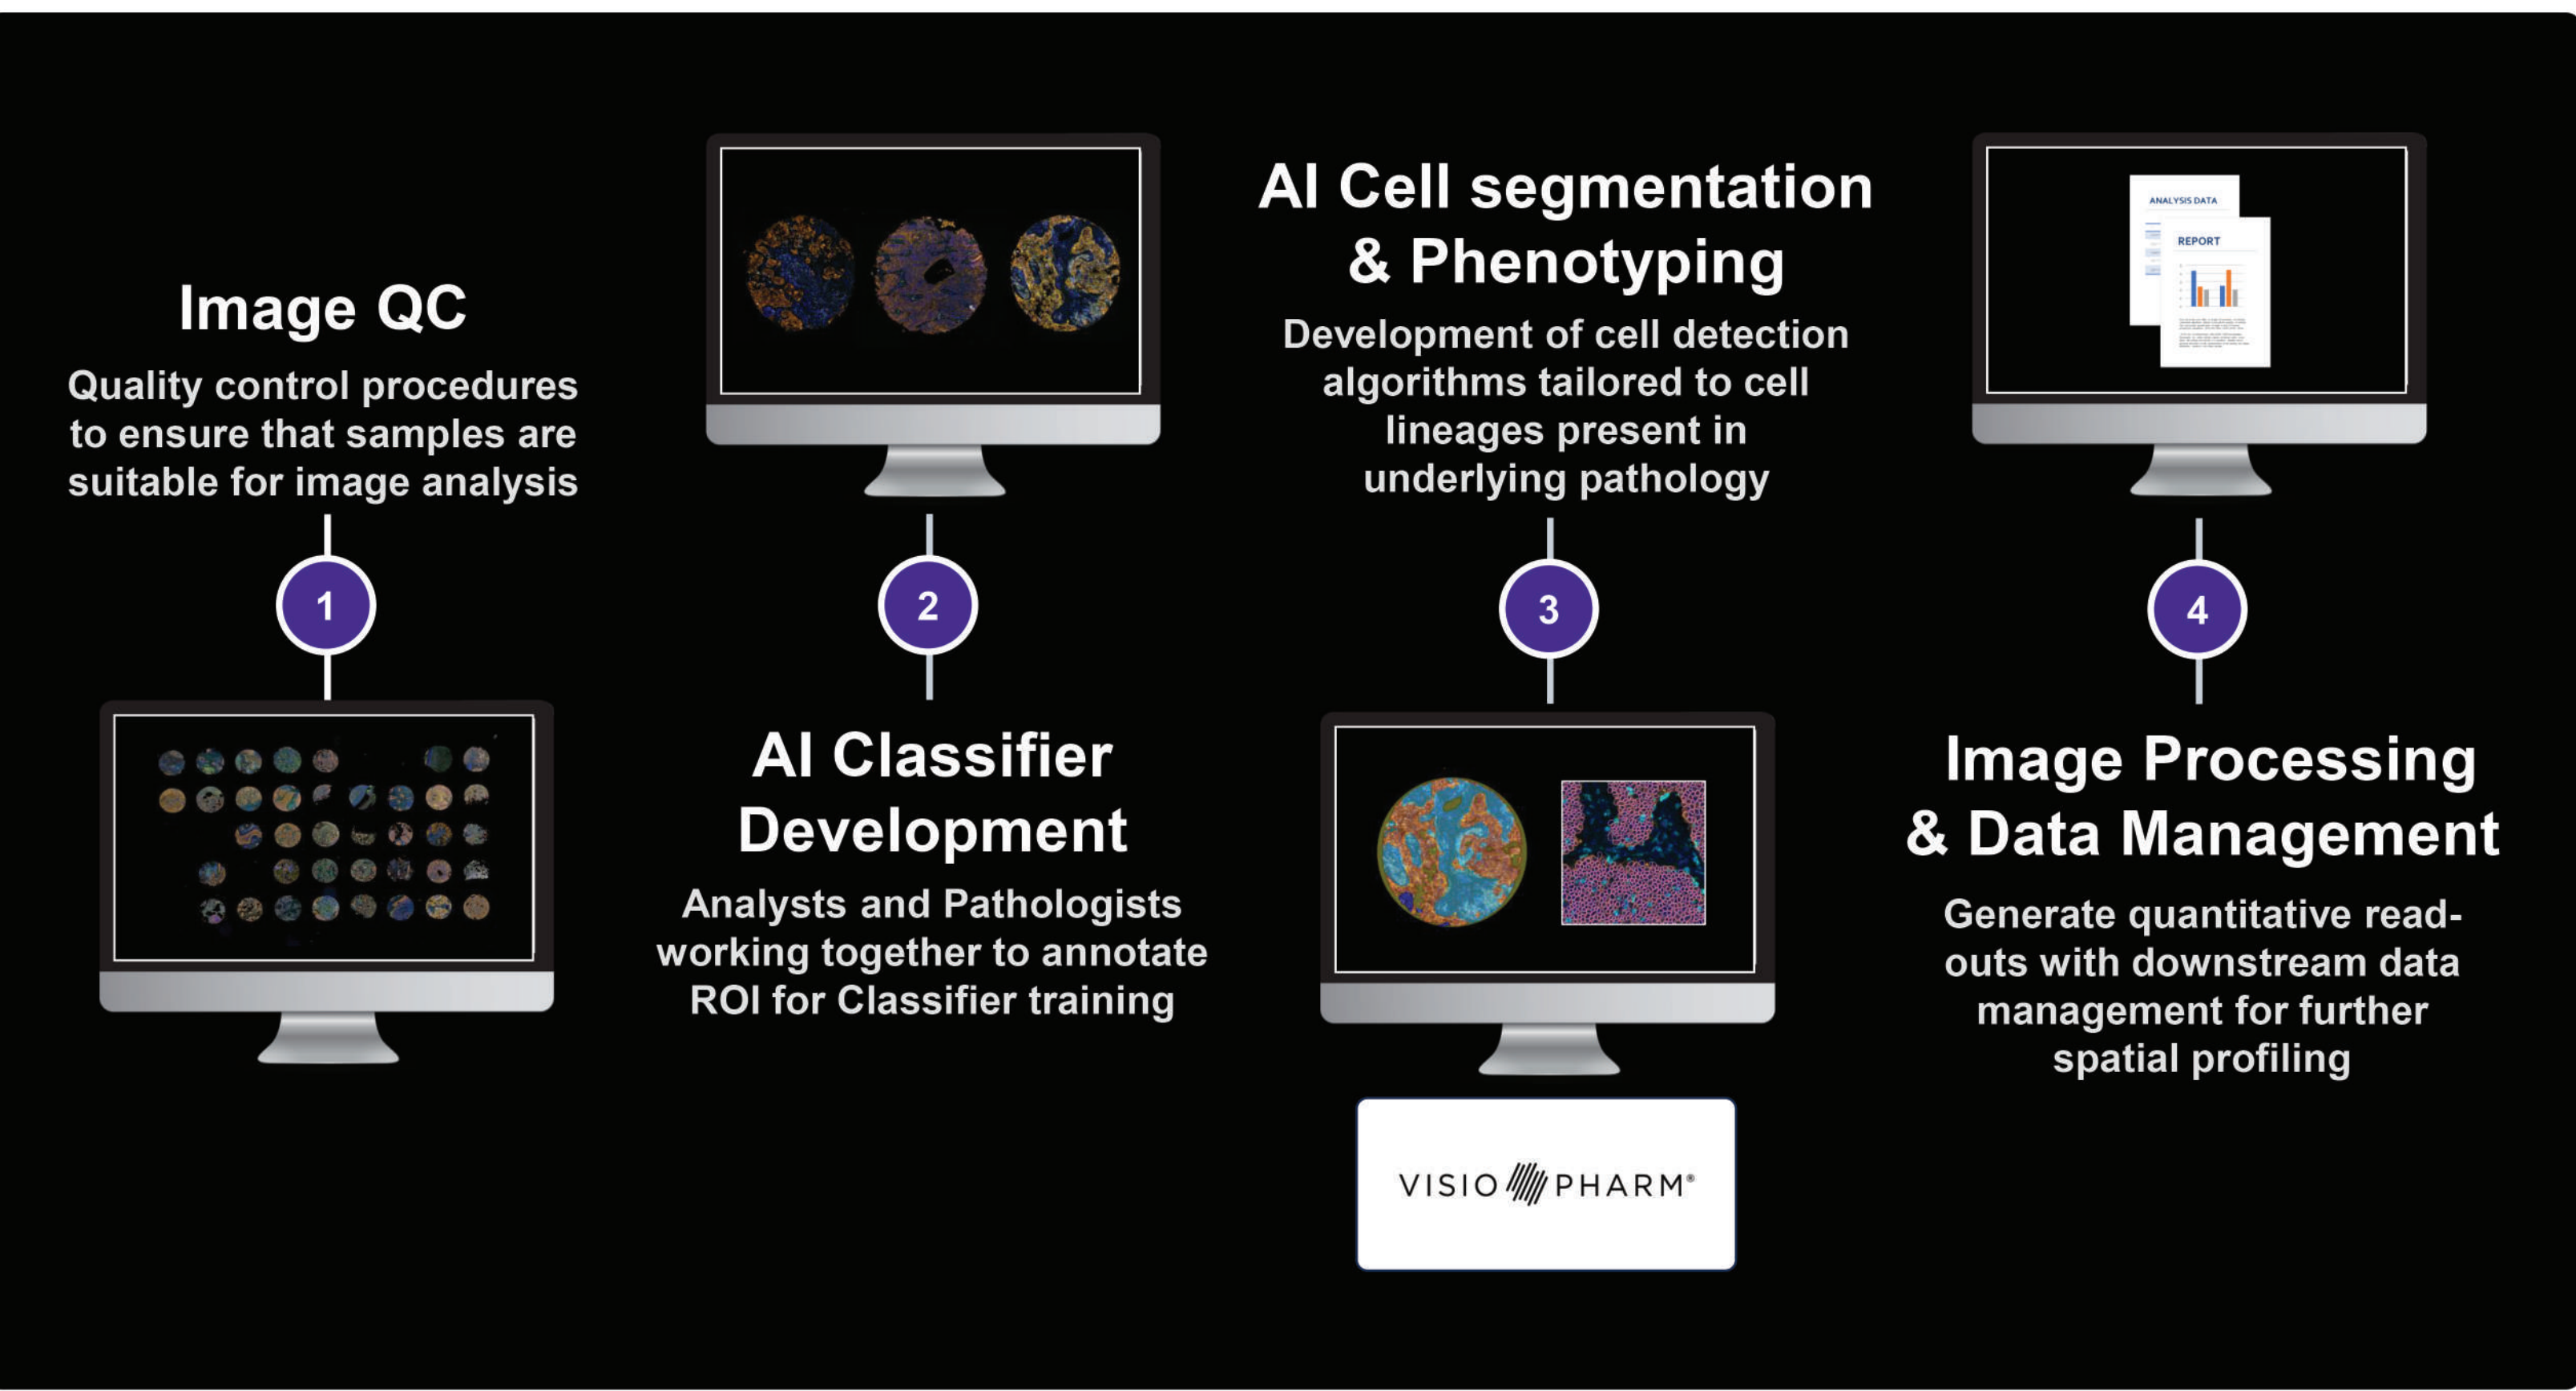 Image QC
Quality control procedures
to ensure that samples are
suitable for image analysis
1
2
AI Classifier
Development
Analysts and Pathologists
working together to annotate
ROI for Classifier training
AI Cell segmentation
& Phenotyping
Development of cell detection
algorithms tailored to cell
lineages present in
underlying pathology
3
VISIO PHARM®
ANALYSIS DATA
REPORT
4
Image Processing
& Data Management
Generate quantitative read-
outs with downstream data
management for further
spatial profiling